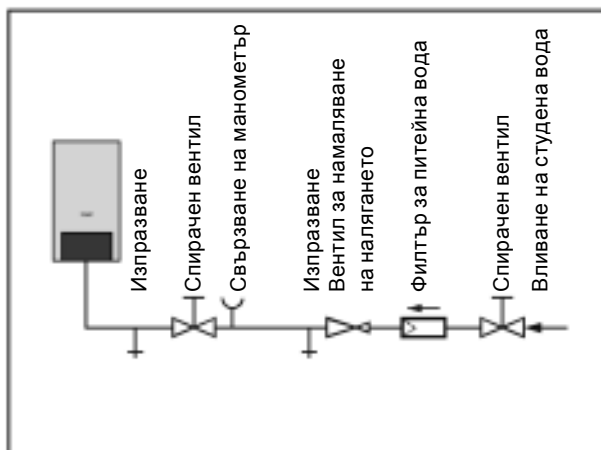 Изпразване
Спирачен вентил
Свързване на манометър
Изпразване
Вентил за намаляване
на налягането
Филтър за питейна вода
Спирачен вентил
Вливане на студена вода